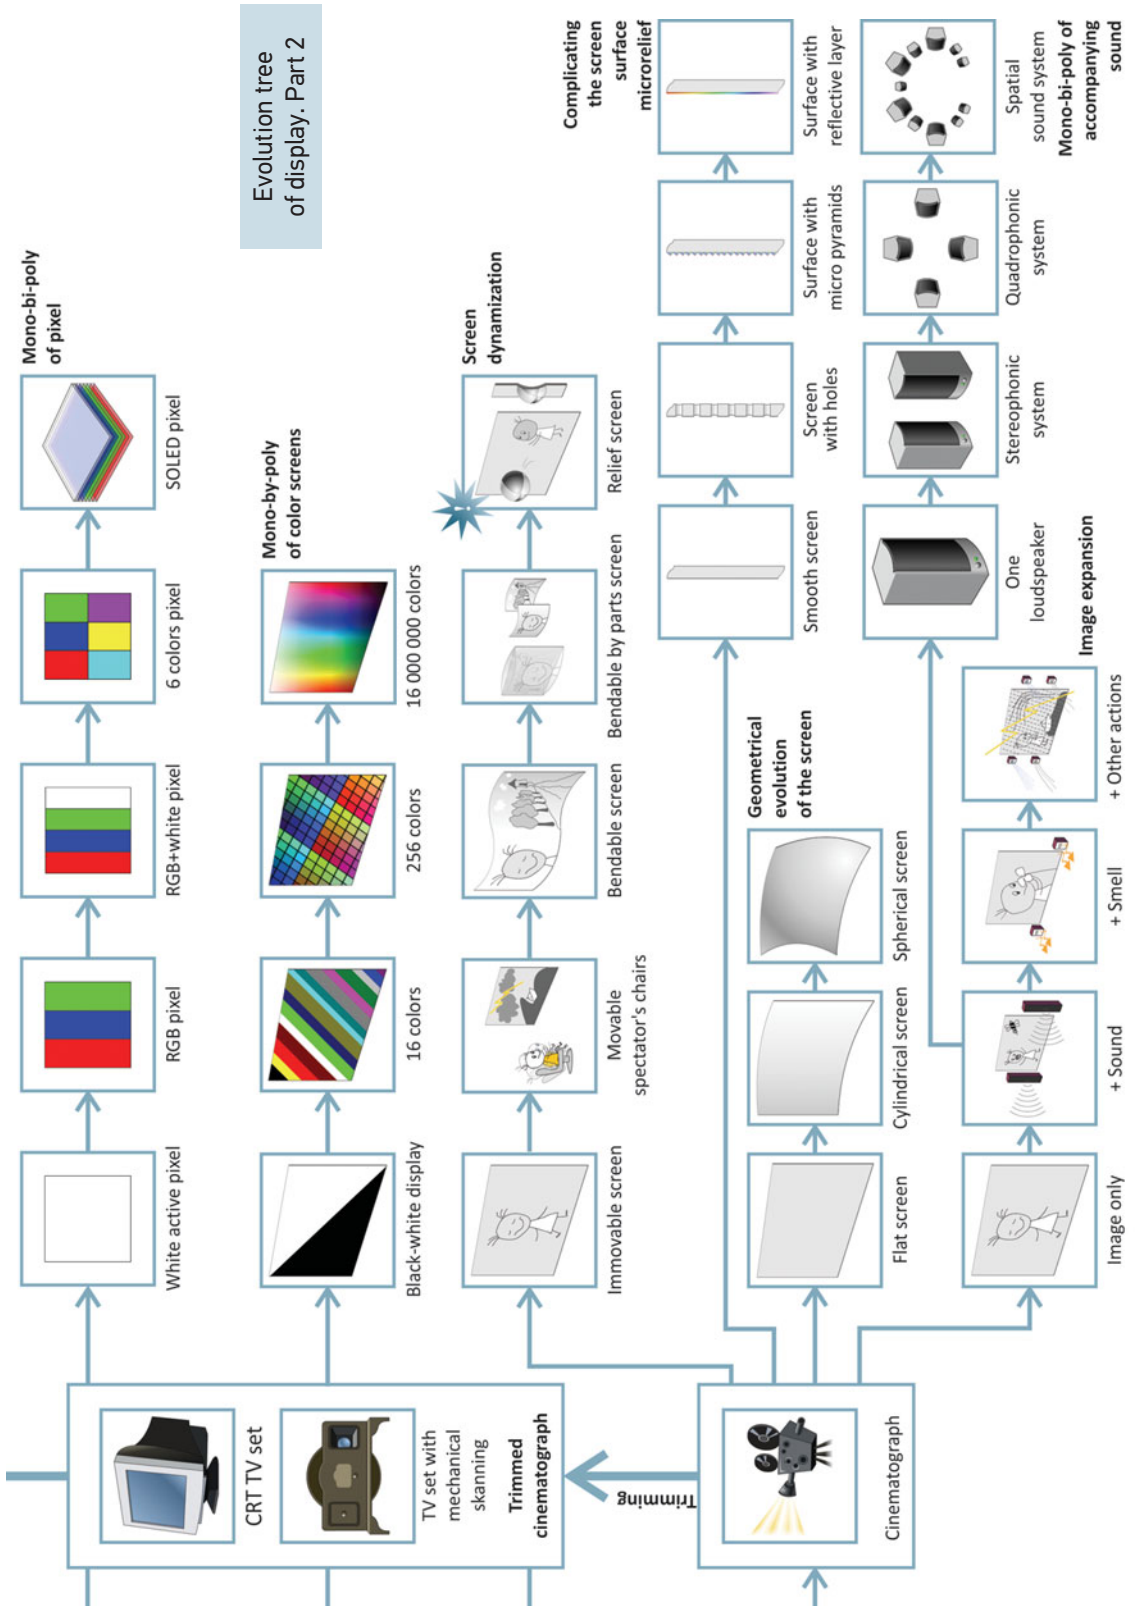 Evolution tree
of display. Part 2
White active pixel
RGB pixel
RGB+white pixel
6 colors pixel
SOLED pixel
Mono-bi-poly
of pixel
CRT TV set
TV set with
mechanical
skanning
Trimmed
cinematograph
Black-white display
16 colors
256 colors
16 000 000 colors
Mono-by-poly
of color screens
Immovable screen
Movable
spectator's chairs
Bendable screen
Bendable by parts screen
Relief screen
Screen
dynamization
Trimming
Cinematograph
Smooth screen
Screen
with holes
Surface with
micro pyramids
Surface with
reflective layer
Complicating
the screen
surface
microrelief
Flat screen
Cylindrical screen
Spherical screen
Geometrical
evolution
of the screen
One
loudspeaker
Stereophonic
system
Quadrophonic
system
Spatial
sound system
Mono-bi-poly of
accompanying
sound
Image only
+ Sound
+ Smell
+ Other actions
Image expansion